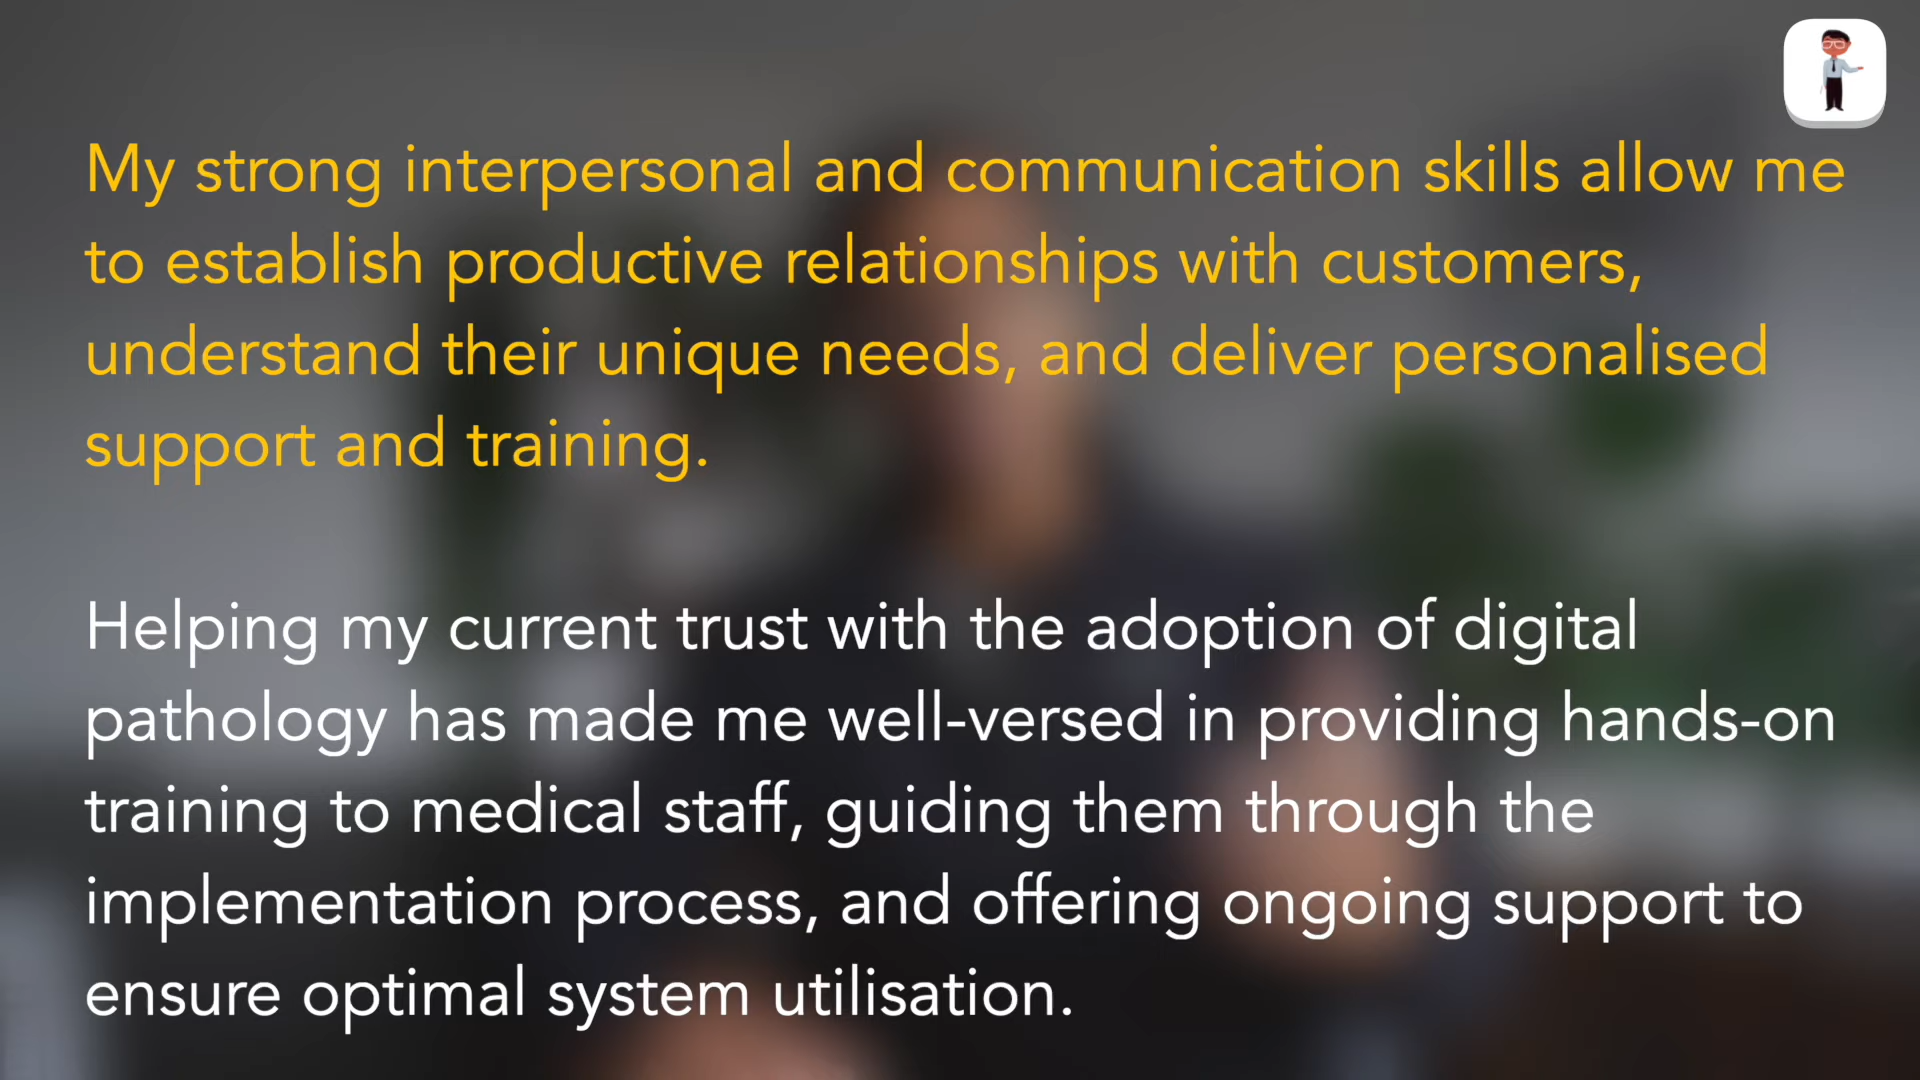 My strong interpersonal and communication skills allow me
to establish productive relationships with customers,
understand their unique needs, and deliver personalised
support and training.
Helping my current trust with the adoption of digital
pathology has made me well-versed in providing hands-on
training to medical staff, guiding them through the
implementation process, and offering ongoing support to
ensure optimal system utilisation.